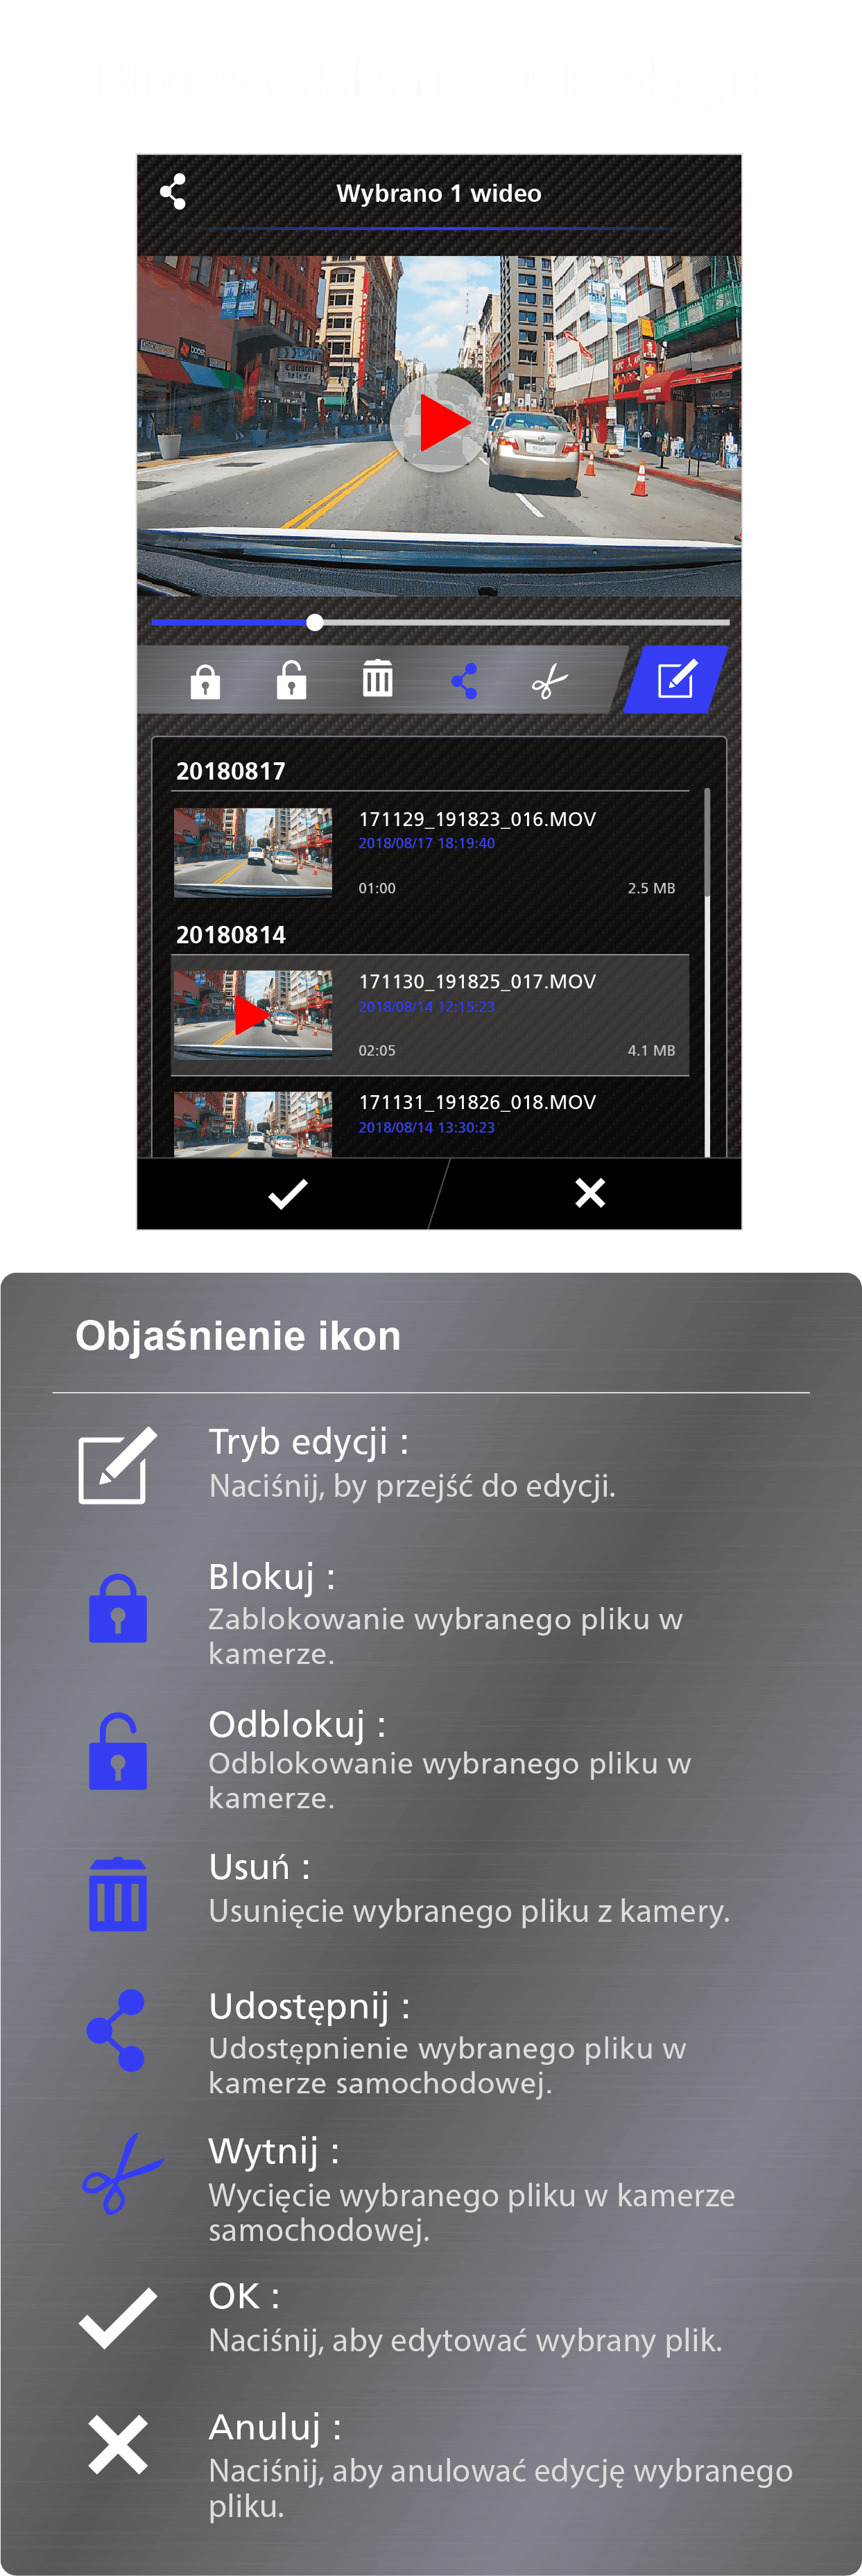 Wybrano 1 wideo
20180817
171129_191823_016.MOV
2018/08/17 18:19:40
01:00 2.5 MB
20180814
171130_191825_017.MOV
2018/08/14 12:15:23
02:05 4.1 MB
171131_191826_018.MOV
2018/08/14 13:30:23
Objaśnienie ikon
Tryb edycji :
Naciśnij, by przejść do edycji.
Blokuj :
Zablokowanie wybranego pliku w
kamerze.
Odblokuj :
Odblokowanie wybranego pliku w
kamerze.
Usuń :
Usunięcie wybranego pliku z kamery.
Udostępnij :
Udostępnienie wybranego pliku w
kamerze samochodowej.
Wytnij :
Wycięcie wybranego pliku w kamerze
samochodowej.
OK :
Naciśnij, aby edytować wybrany plik.
Anuluj :
Naciśnij, aby anulować edycję wybranego
pliku.